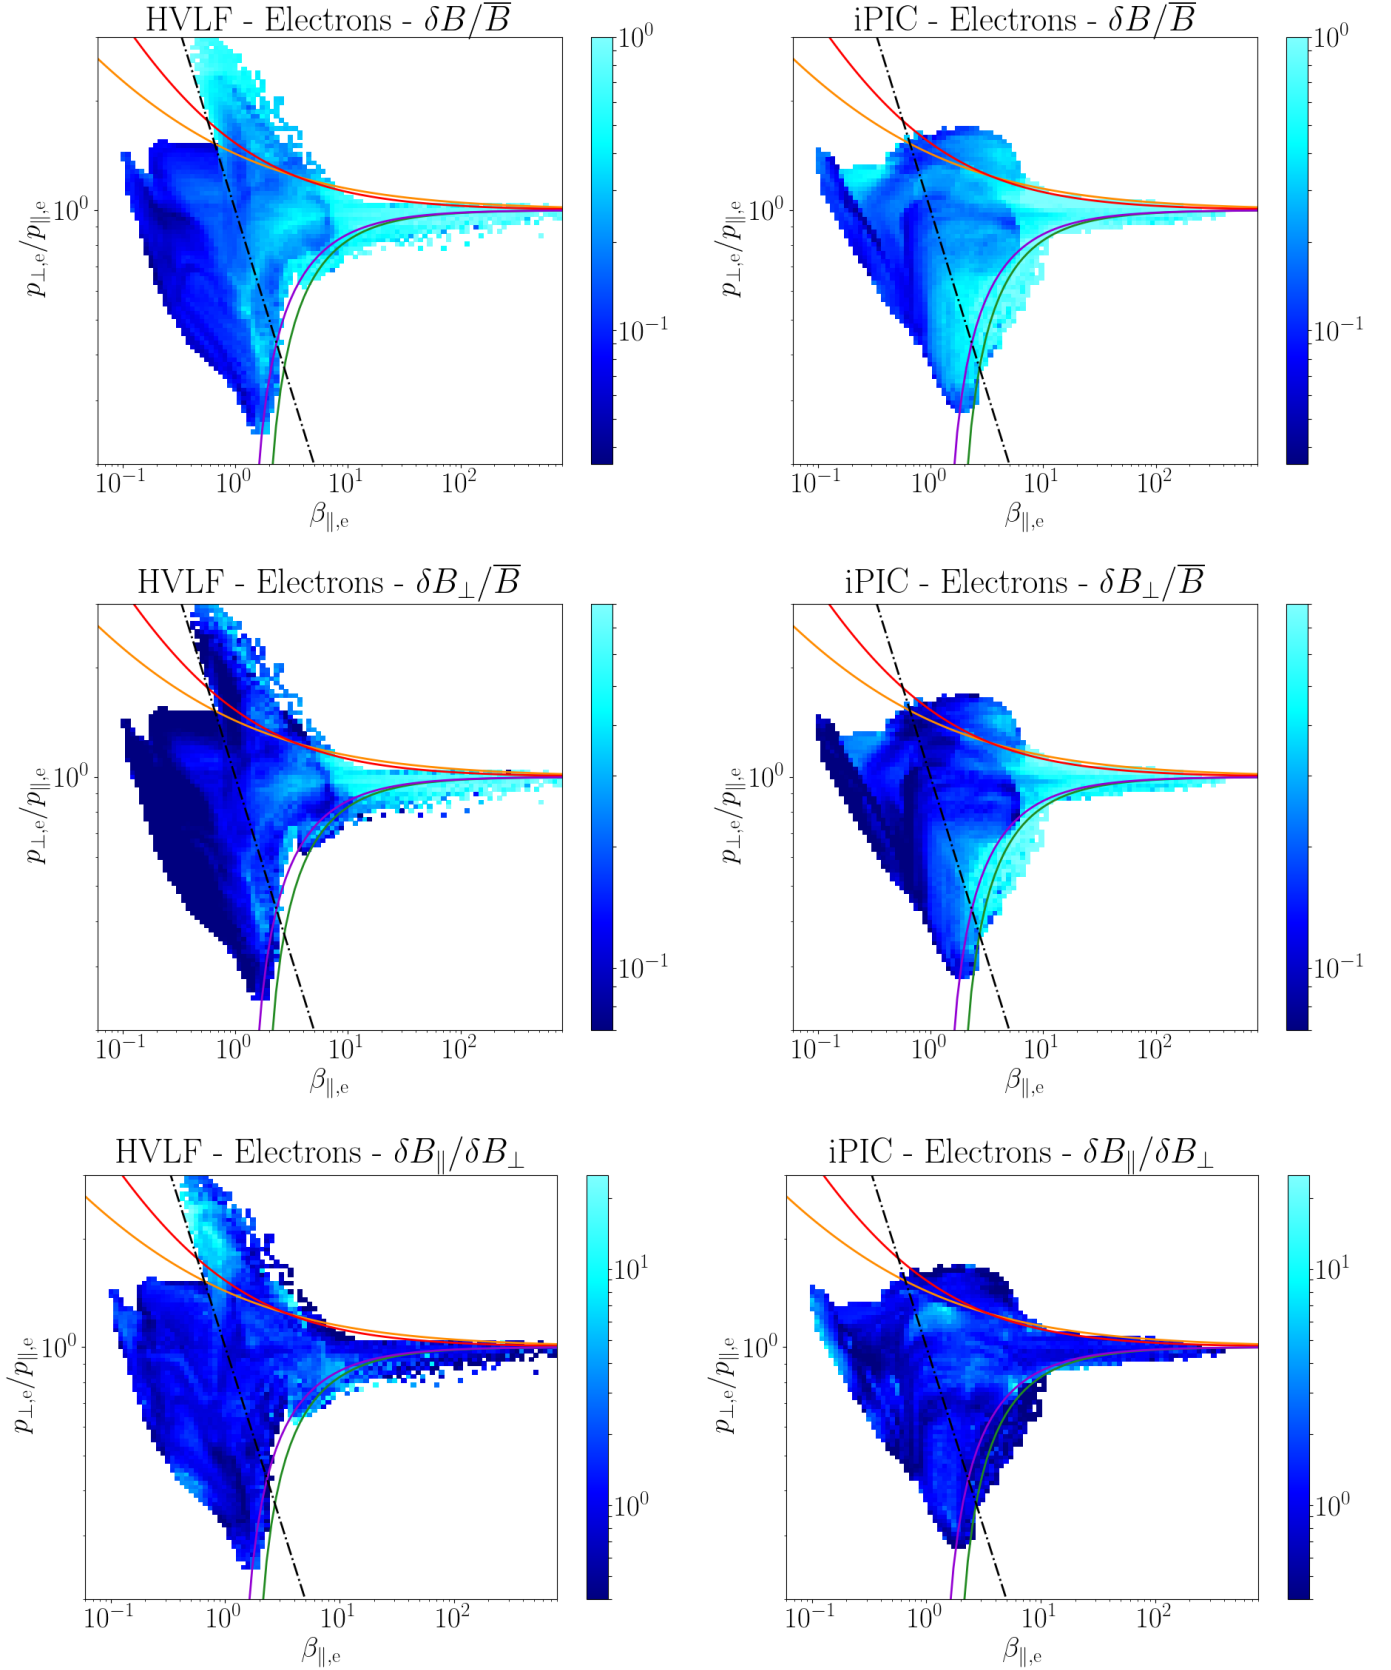 HVLF - Electrons - δB/B̅
iPIC - Electrons - δB/B̅
p⊥,e/p∥,e
10⁰
10⁻¹ 10⁰ 10¹ 10²
β∥,e
10⁰
10⁻¹
p⊥,e/p∥,e
10⁰
10⁻¹ 10⁰ 10¹ 10²
β∥,e
10⁰
10⁻¹
HVLF - Electrons - δB⊥/B̅
iPIC - Electrons - δB⊥/B̅
p⊥,e/p∥,e
10⁰
10⁻¹ 10⁰ 10¹ 10²
β∥,e
10⁻¹
p⊥,e/p∥,e
10⁰
10⁻¹ 10⁰ 10¹ 10²
β∥,e
10⁻¹
HVLF - Electrons - δB∥/δB⊥
iPIC - Electrons - δB∥/δB⊥
p⊥,e/p∥,e
10⁰
10⁻¹ 10⁰ 10¹ 10²
β∥,e
10¹
10⁰
p⊥,e/p∥,e
10⁰
10⁻¹ 10⁰ 10¹ 10²
β∥,e
10¹
10⁰